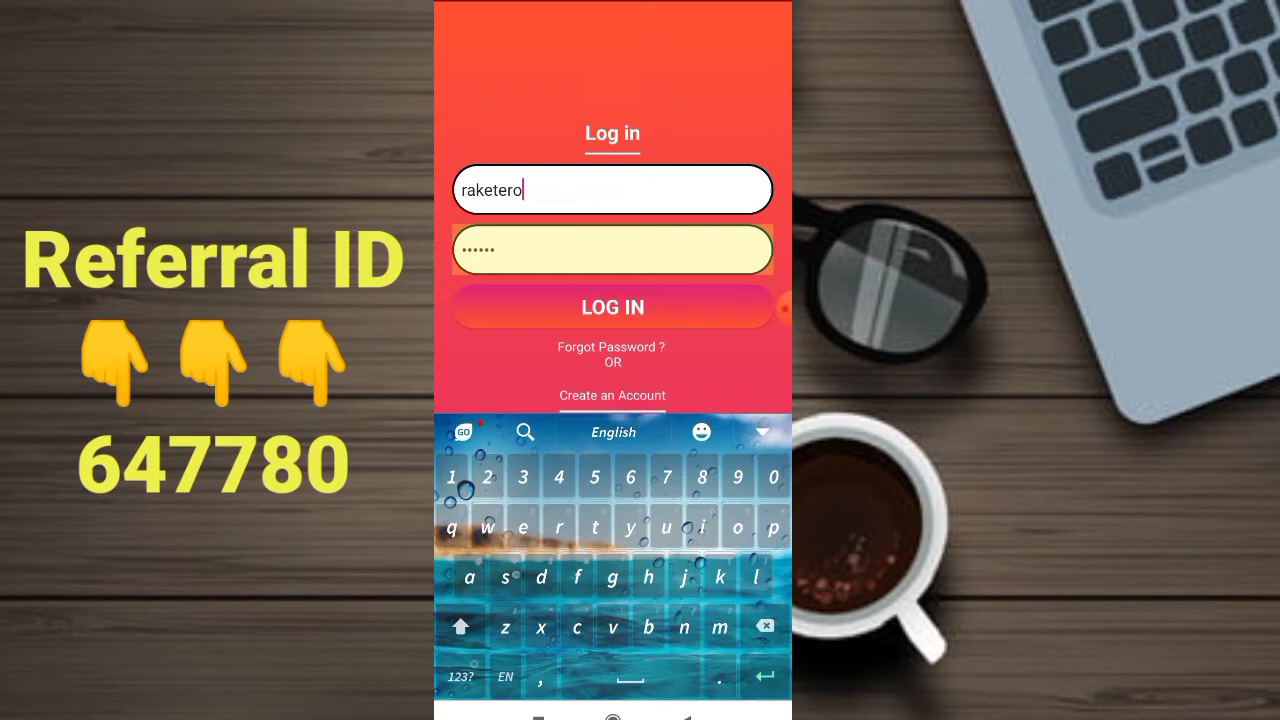 Referral ID
👇👇👇
647780
Log in
raketero
••••••
LOG IN
Forgot Password ?
OR
Create an Account
GO
English
1 2 3 4 5 6 7 8 9 0
q w e r t y u i o p
a s d f g h j k l
z x c v b n m
123? EN , .